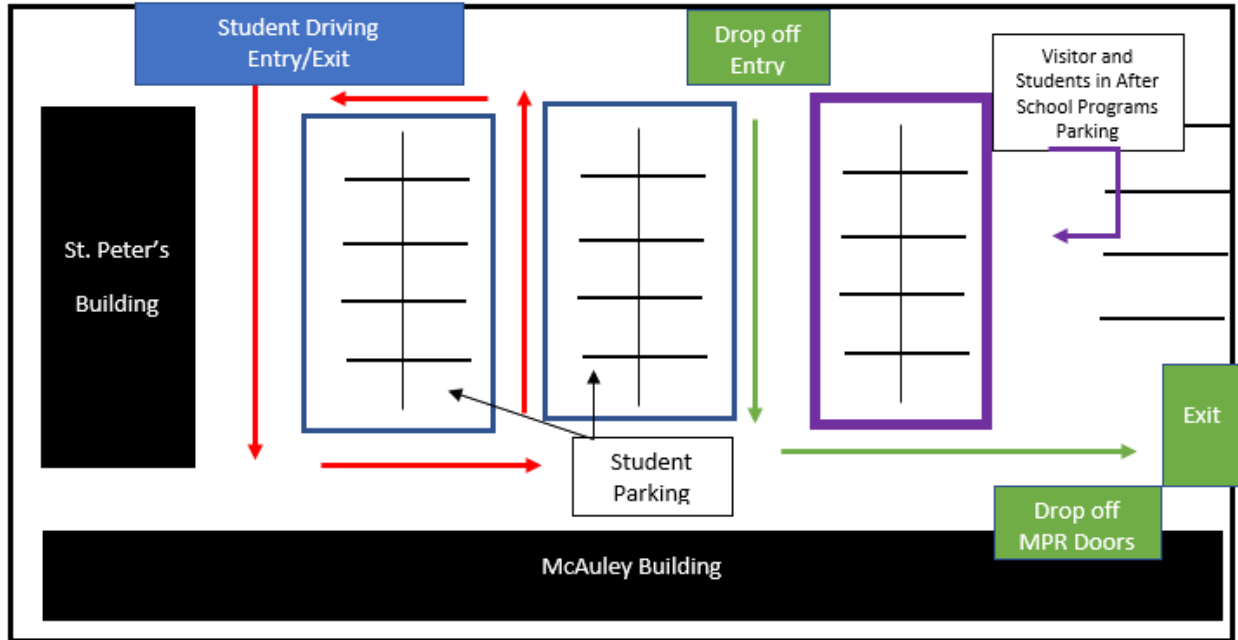 Student Driving
Entry/Exit
Drop off
Entry
Visitor and
Students in After
School Programs
Parking
St. Peter's
Building
Student
Parking
Exit
Drop off
MPR Doors
McAuley Building